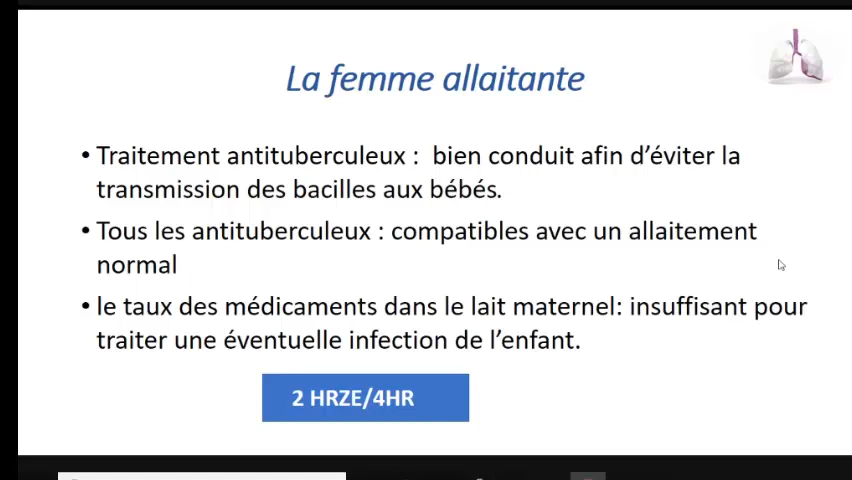 La femme allaitante
• Traitement antituberculeux :  bien conduit afin d’éviter la
transmission des bacilles aux bébés.
• Tous les antituberculeux : compatibles avec un allaitement
normal
• le taux des médicaments dans le lait maternel: insuffisant pour
traiter une éventuelle infection de l’enfant.
2 HRZE/4HR